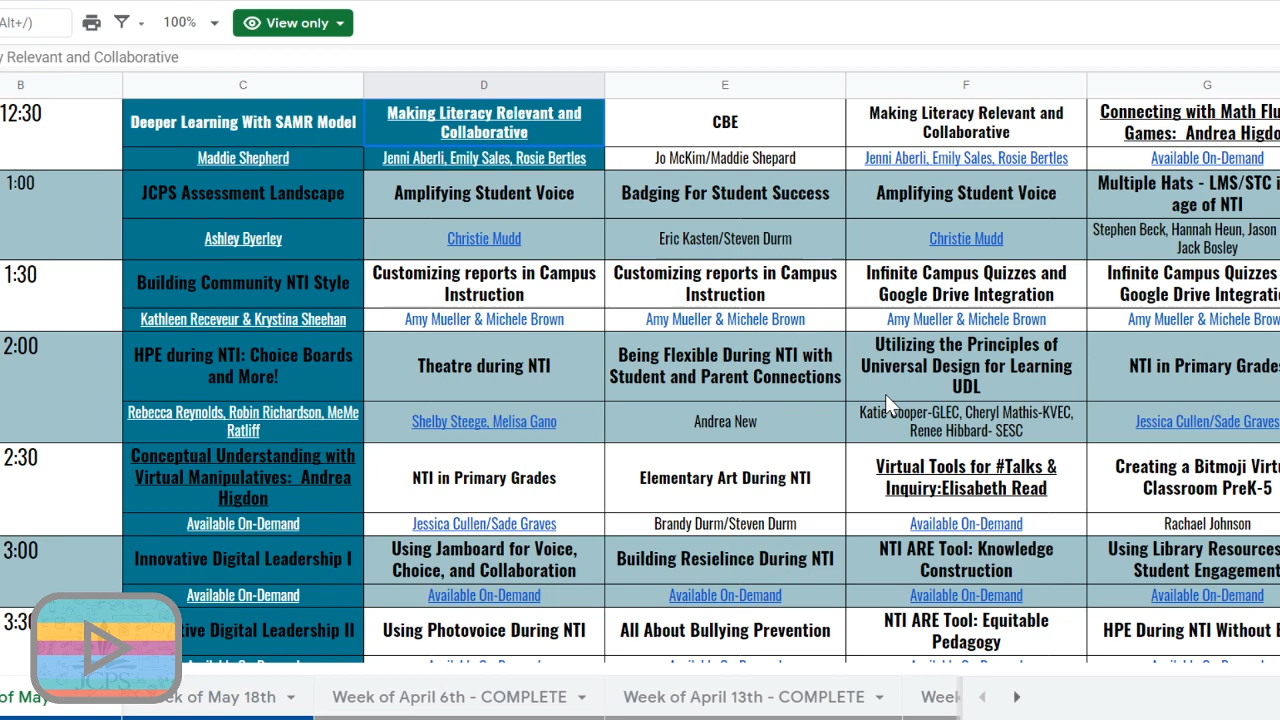 Alt+/)
100%
View only
Relevant and Collaborative
B
C
D
E
F
G
12:30
Deeper Learning With SAMR Model
Making Literacy Relevant and
Collaborative
CBE
Making Literacy Relevant and
Collaborative
Connecting with Math Flu
Games: Andrea Higdo
Maddie Shepherd
Jenni Aberli, Emily Sales, Rosie Bertles
Jo McKim/Maddie Shepard
Jenni Aberli, Emily Sales, Rosie Bertles
Available On-Demand
1:00
JCPS Assessment Landscape
Amplifying Student Voice
Badging For Student Success
Amplifying Student Voice
Multiple Hats - LMS/STC i
age of NTI
Ashley Byerley
Christie Mudd
Eric Kasten/Steven Durm
Christie Mudd
Stephen Beck, Hannah Heun, Jason
Jack Bosley
1:30
Building Community NTI Style
Customizing reports in Campus
Instruction
Customizing reports in Campus
Instruction
Infinite Campus Quizzes and
Google Drive Integration
Infinite Campus Quizzes
Google Drive Integratio
Kathleen Receveur & Krystina Sheehan
Amy Mueller & Michele Brown
Amy Mueller & Michele Brown
Amy Mueller & Michele Brown
Amy Mueller & Michele Brow
2:00
HPE during NTI: Choice Boards
and More!
Theatre during NTI
Being Flexible During NTI with
Student and Parent Connections
Utilizing the Principles of
Universal Design for Learning
UDL
NTI in Primary Grades
Rebecca Reynolds, Robin Richardson, MeMe
Ratliff
Shelby Steege, Melisa Gano
Andrea New
Katie Cooper-GLEC, Cheryl Mathis-KVEC,
Renee Hibbard- SESC
Jessica Cullen/Sade Graves
2:30
Conceptual Understanding with
Virtual Manipulatives: Andrea
Higdon
NTI in Primary Grades
Elementary Art During NTI
Virtual Tools for #Talks &
Inquiry:Elisabeth Read
Creating a Bitmoji Virtu
Classroom PreK-5
Available On-Demand
Jessica Cullen/Sade Graves
Brandy Durm/Steven Durm
Available On-Demand
Rachael Johnson
3:00
Innovative Digital Leadership I
Using Jamboard for Voice,
Choice, and Collaboration
Building Resielince During NTI
NTI ARE Tool: Knowledge
Construction
Using Library Resources
Student Engagement
Available On-Demand
Available On-Demand
Available On-Demand
Available On-Demand
Available On-Demand
3:3
tive Digital Leadership II
Using Photovoice During NTI
All About Bullying Prevention
NTI ARE Tool: Equitable
Pedagogy
HPE During NTI Without E
JCPS
of May
k of May 18th
Week of April 6th - COMPLETE
Week of April 13th - COMPLETE
Week